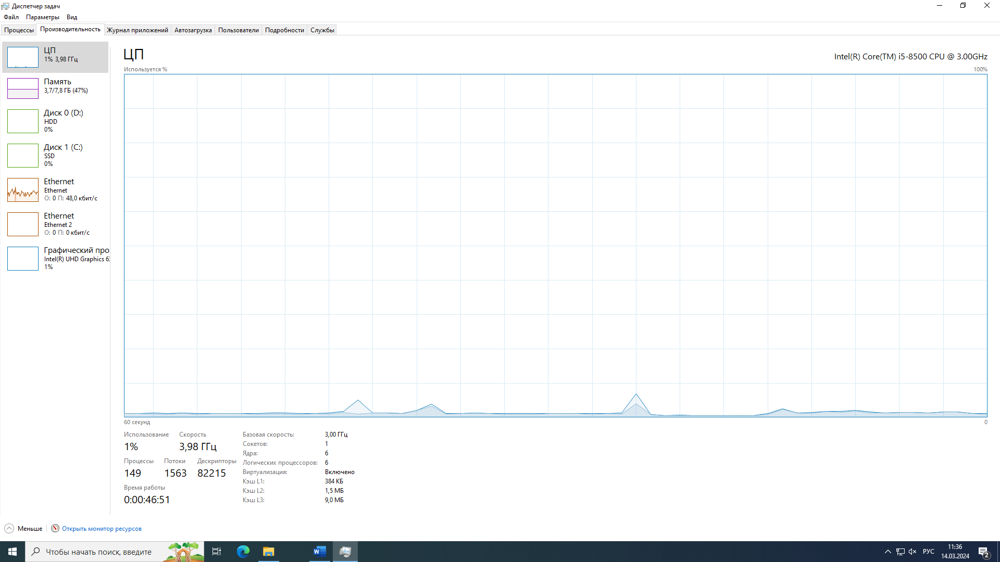 Диспетчер задач
Файл Параметры Вид
Процессы Производительность Журнал приложений Автозагрузка Пользователи Подробности Службы
ЦП
1% 3,98 ГГц
Память
3,7/7,8 ГБ (47%)
Диск 0 (D:)
HDD
0%
Диск 1 (C:)
SSD
0%
Ethernet
Ethernet
О: 0 П: 48,0 кбит/с
Ethernet
Ethernet 2
О: 0 П: 0 кбит/с
Графический про
Intel(R) UHD Graphics 6
1%
ЦП
Intel(R) Core(TM) i5-8500 CPU @ 3.00GHz
Используется %
100%
60 секунд
0
Использование Скорость
1% 3,98 ГГц
Процессы Потоки Дескрипторы
149 1563 82215
Время работы
0:00:46:51
Базовая скорость: 3,00 ГГц
Сокетов: 1
Ядра: 6
Логических процессоров: 6
Виртуализация: Включено
Кэш L1: 384 КБ
Кэш L2: 1,5 МБ
Кэш L3: 9,0 МБ
Меньше
Открыть монитор ресурсов
Чтобы начать поиск, введите
W
РУС
11:36
14.03.2024
2